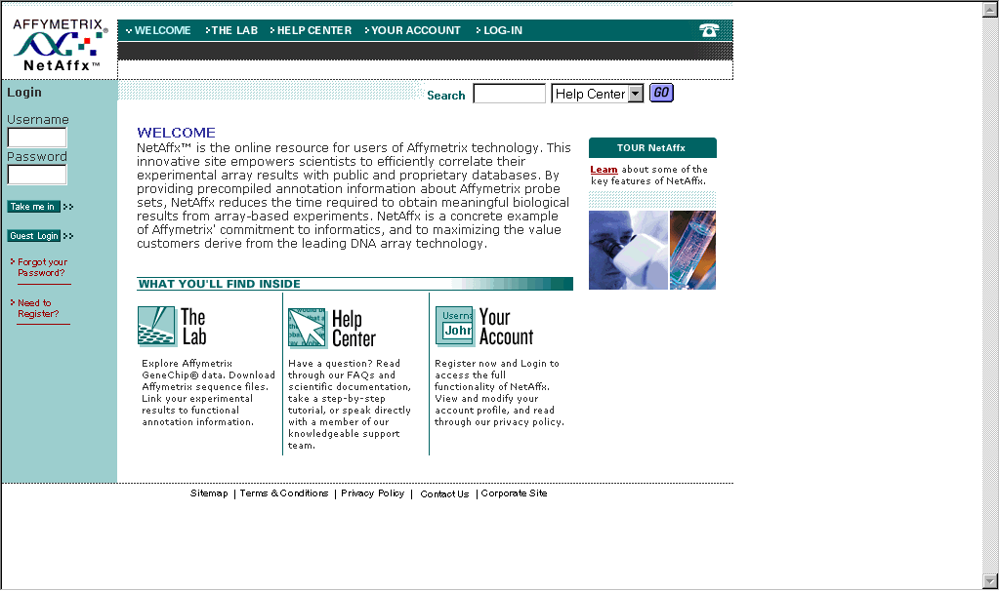 AFFYMETRIX®
NetAffx™
WELCOME THE LAB HELP CENTER YOUR ACCOUNT LOG-IN
Search Help Center GO
Login
Username
Password
Take me in
Guest Login
Forgot your
Password?
Need to
Register?
WELCOME
NetAffx™ is the online resource for users of Affymetrix technology. This
innovative site empowers scientists to efficiently correlate their
experimental array results with public and proprietary databases. By
providing precompiled annotation information about Affymetrix probe
sets, NetAffx reduces the time required to obtain meaningful biological
results from array-based experiments. NetAffx is a concrete example
of Affymetrix' commitment to informatics, and to maximizing the value
customers derive from the leading DNA array technology.
TOUR NetAffx
Learn about some of the
key features of NetAffx.
WHAT YOU'LL FIND INSIDE
The
Lab
Explore Affymetrix
GeneChip® data. Download
Affymetrix sequence files.
Link your experimental
results to functional
annotation information.
Help
Center
Have a question? Read
through our FAQs and
scientific documentation,
take a step-by-step
tutorial, or speak directly
with a member of our
knowledgeable support
team.
Userna
John
Your
Account
Register now and Login to
access the full
functionality of NetAffx.
View and modify your
account profile, and read
through our privacy policy.
Sitemap | Terms & Conditions | Privacy Policy | Contact Us | Corporate Site